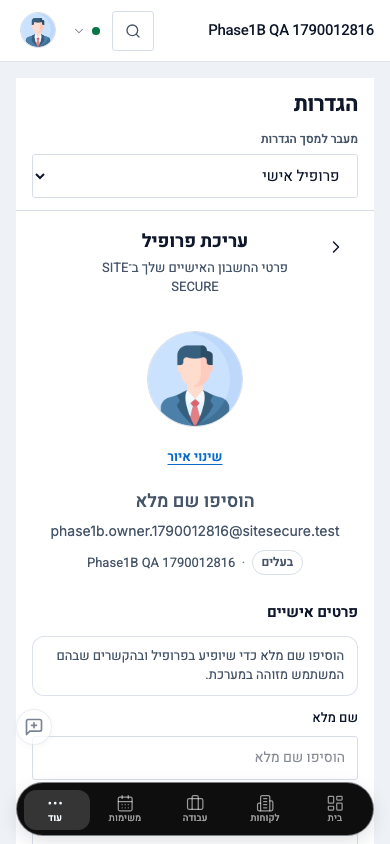 Phase1B QA 1790012816
הגדרות
מעבר למסך הגדרות
פרופיל אישי
עריכת פרופיל
פרטי החשבון האישיים שלך ב־SITE
SECURE
שינוי איור
הוסיפו שם מלא
phase1b.owner.1790012816@sitesecure.test
בעלים · Phase1B QA 1790012816
פרטים אישיים
הוסיפו שם מלא כדי שיופיע בפרופיל ובהקשרים שבהם
המשתמש מזוהה במערכת.
שם מלא
הוסיפו שם מלא
בית
לקוחות
עבודה
משימות
עוד